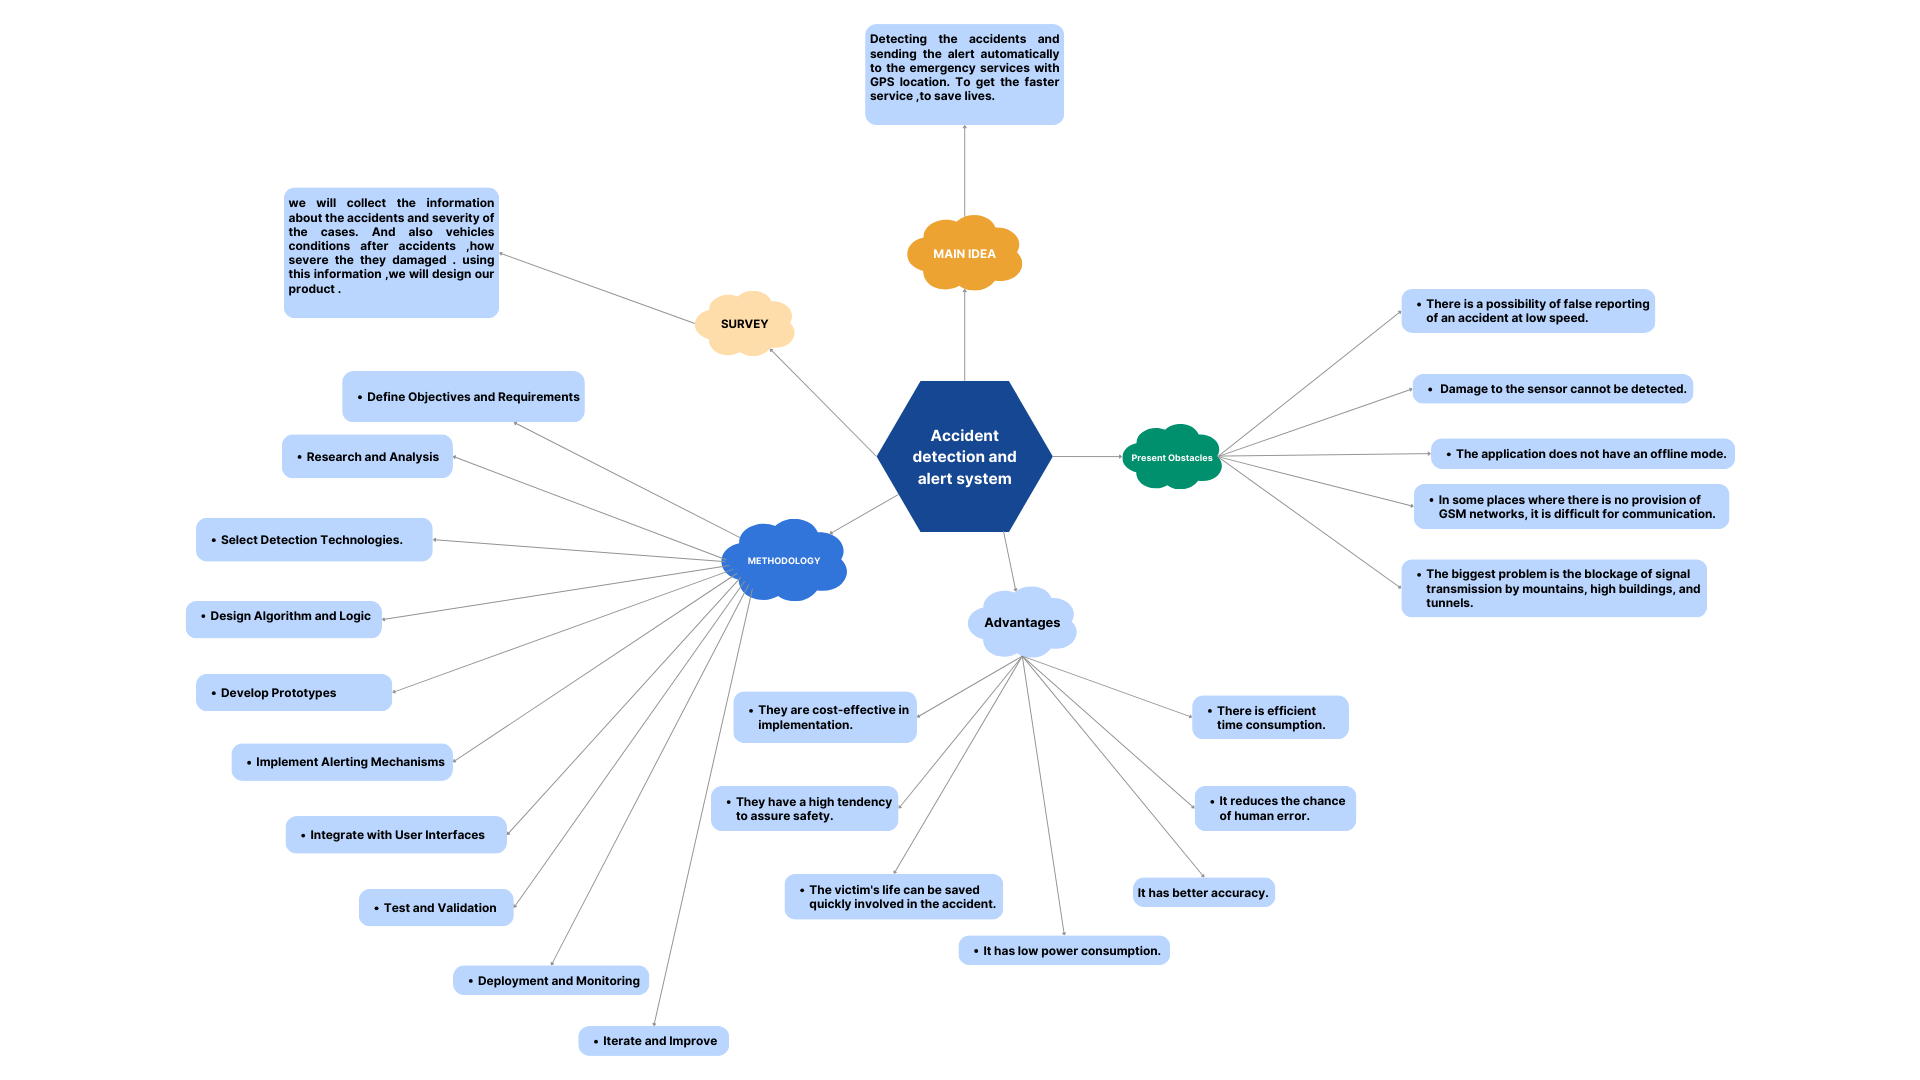 Detecting the accidents and
sending the alert automatically
to the emergency services with
GPS location. To get the faster
service ,to save lives.
MAIN IDEA
we will collect the information
about the accidents and severity of
the cases. And also vehicles
conditions after accidents ,how
severe the they damaged . using
this information ,we will design our
product .
SURVEY
Accident
detection and
alert system
Present Obstacles
• There is a possibility of false reporting
of an accident at low speed.
• Damage to the sensor cannot be detected.
• The application does not have an offline mode.
• In some places where there is no provision of
GSM networks, it is difficult for communication.
• The biggest problem is the blockage of signal
transmission by mountains, high buildings, and
tunnels.
METHODOLOGY
• Define Objectives and Requirements
• Research and Analysis
• Select Detection Technologies.
• Design Algorithm and Logic
• Develop Prototypes
• Implement Alerting Mechanisms
• Integrate with User Interfaces
• Test and Validation
• Deployment and Monitoring
• Iterate and Improve
Advantages
• They are cost-effective in
implementation.
• They have a high tendency
to assure safety.
• The victim's life can be saved
quickly involved in the accident.
• It has low power consumption.
It has better accuracy.
• It reduces the chance
of human error.
• There is efficient
time consumption.